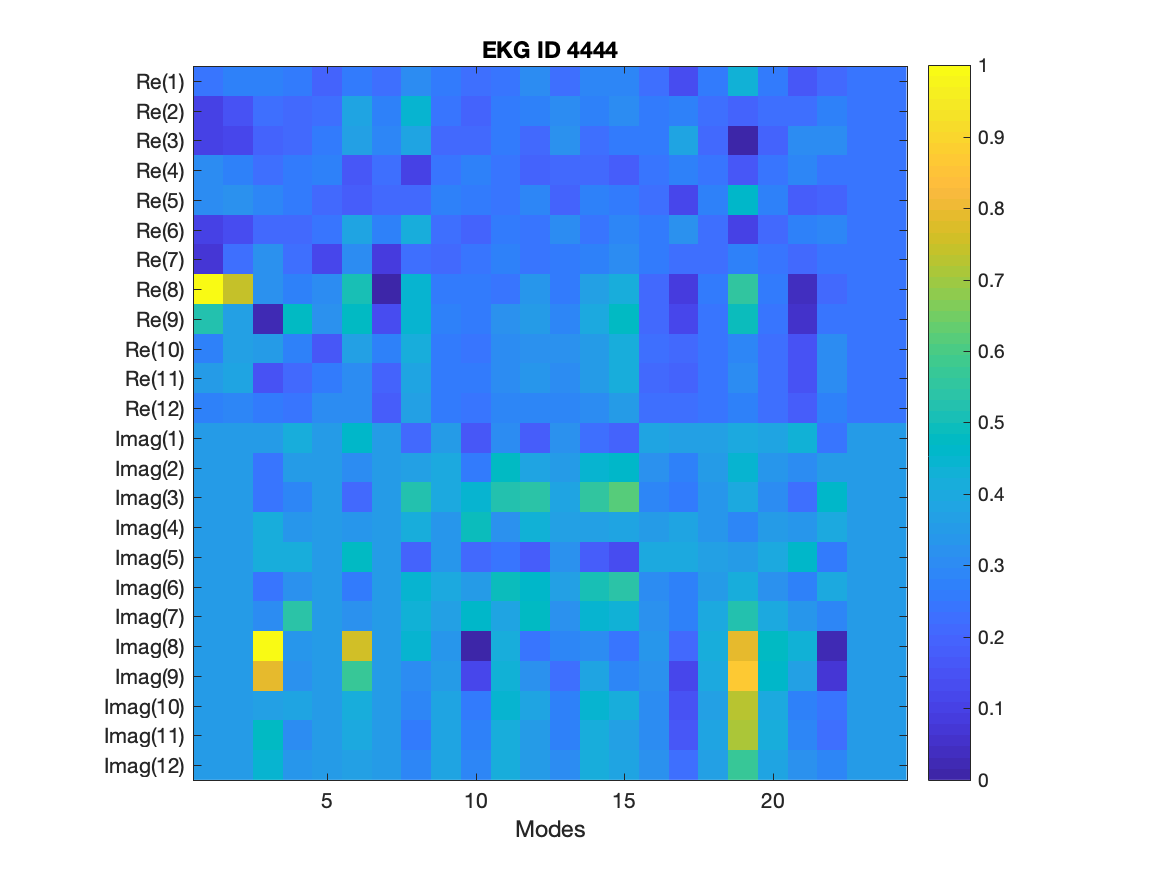 EKG ID 4444
Re(1)
Re(2)
Re(3)
Re(4)
Re(5)
Re(6)
Re(7)
Re(8)
Re(9)
Re(10)
Re(11)
Re(12)
Imag(1)
Imag(2)
Imag(3)
Imag(4)
Imag(5)
Imag(6)
Imag(7)
Imag(8)
Imag(9)
Imag(10)
Imag(11)
Imag(12)
5 10 15 20
Modes
1
0.9
0.8
0.7
0.6
0.5
0.4
0.3
0.2
0.1
0